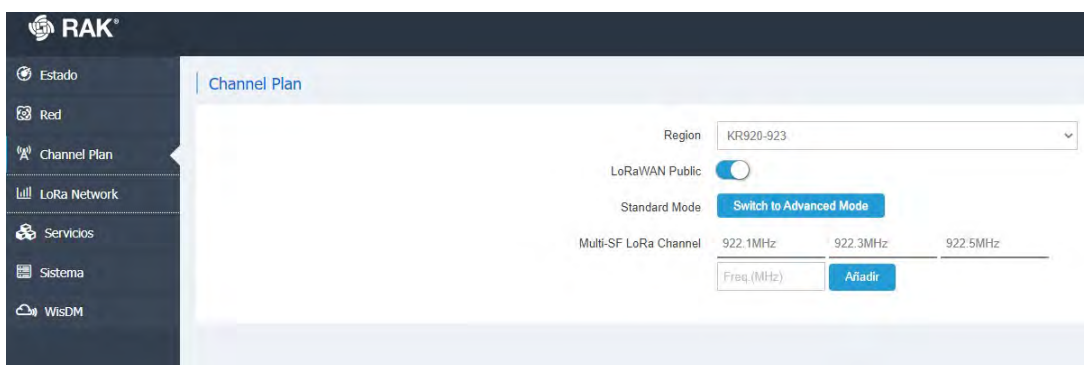 RAK®
Estado
Red
Channel Plan
LoRa Network
Servicios
Sistema
WisDM
Channel Plan
Region KR920-923
LoRaWAN Public
Standard Mode Switch to Advanced Mode
Multi-SF LoRa Channel 922.1MHz 922.3MHz 922.5MHz
Freq.(MHz) Añadir